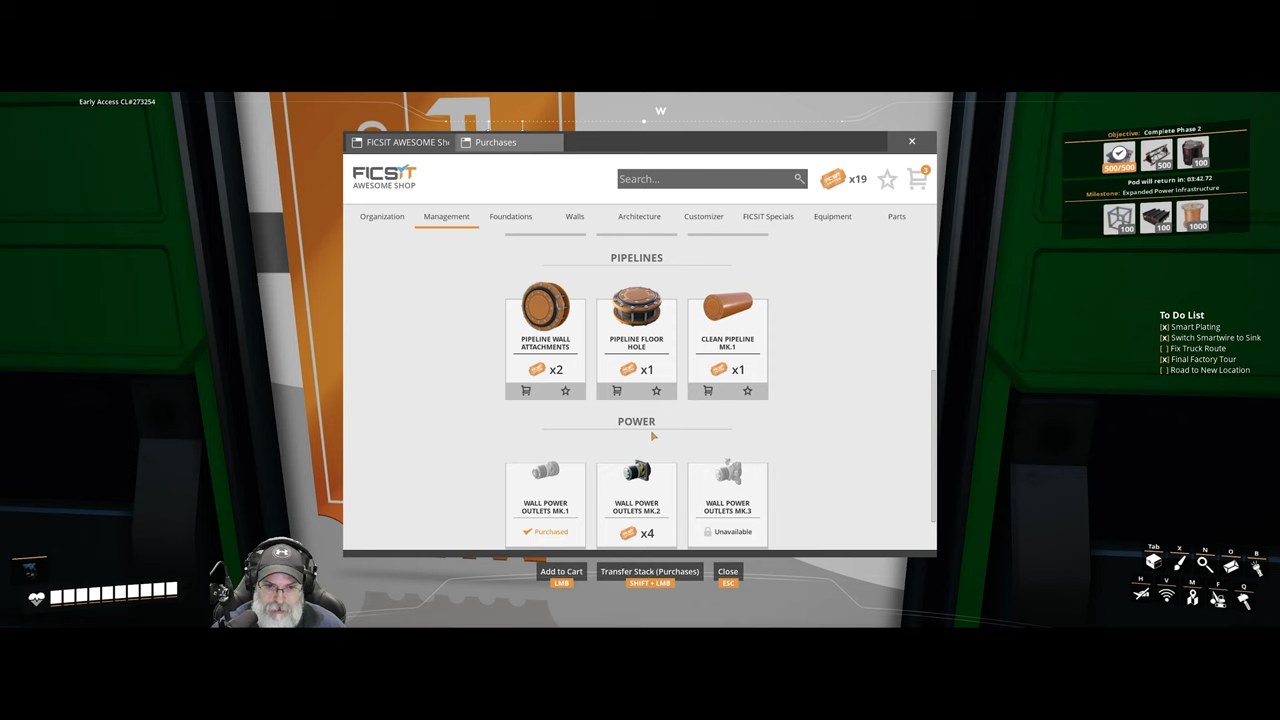 Early Access CL#273254
W
FICSIT AWESOME Sh
Purchases
FICSIT
AWESOME SHOP
Search...
x19
3
Organization
Management
Foundations
Walls
Architecture
Customizer
FICSIT Specials
Equipment
Parts
PIPELINES
PIPELINE WALL
ATTACHMENTS
x2
PIPELINE FLOOR
HOLE
x1
CLEAN PIPELINE
MK.1
x1
POWER
WALL POWER
OUTLETS MK.1
Purchased
WALL POWER
OUTLETS MK.2
x4
WALL POWER
OUTLETS MK.3
Unavailable
Add to Cart
LMB
Transfer Stack (Purchases)
SHIFT + LMB
Close
ESC
Objective: Complete Phase 2
500/500
500
100
Pod will return in: 03:42.72
Milestone: Expanded Power Infrastructure
100
100
1000
To Do List
[x] Smart Plating
[x] Switch Smartwire to Sink
[ ] Fix Truck Route
[x] Final Factory Tour
[ ] Road to New Location
Tab
X
N
O
B
H
V
M
F
Q